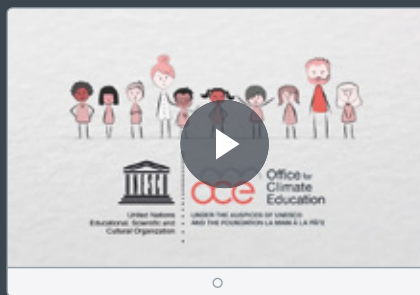 oce
Office for
Climate
Education
United Nations
Educational, Scientific and
Cultural Organization
UNDER THE AUSPICES OF UNESCO
AND THE FOUNDATION LA MAIN À LA PÂTE